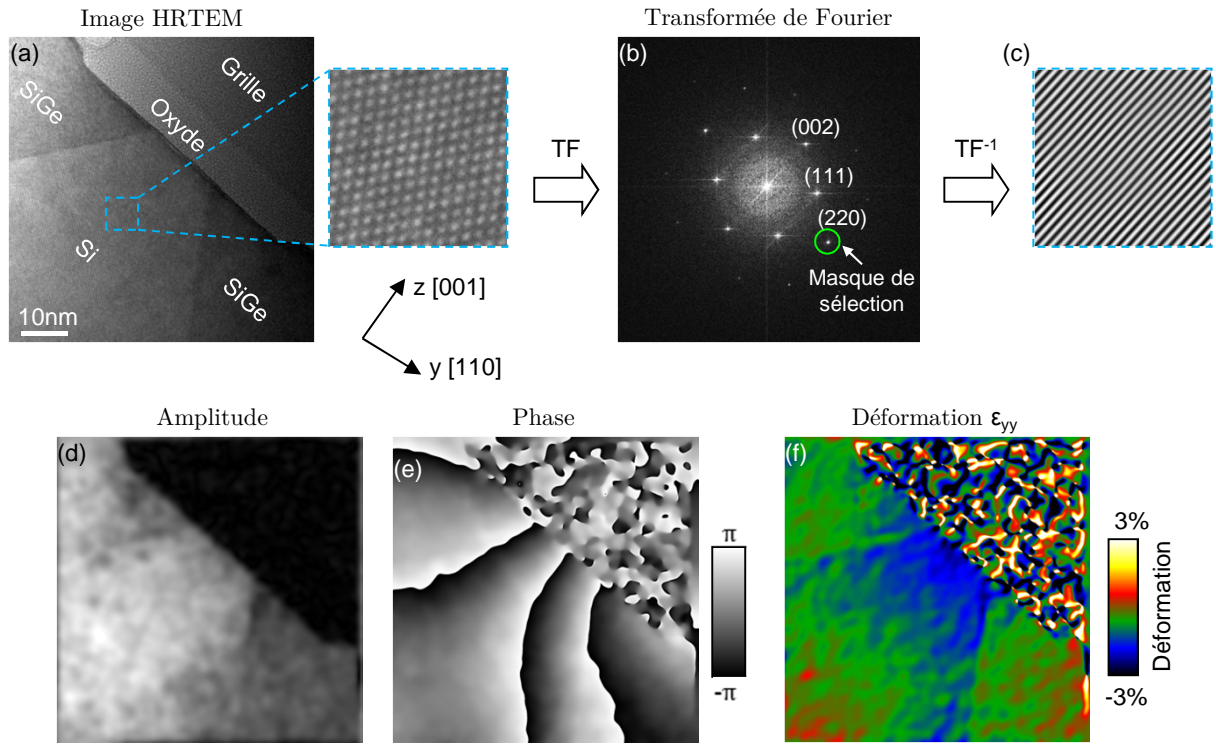 Image HRTEM
Transformée de Fourier
(a)
SiGe
Grille
Oxyde
Si
SiGe
10nm
z [001]
y [110]
TF
(b)
(002)
(111)
(220)
Masque de
sélection
TF-1
(c)
Amplitude
Phase
Déformation εyy
(d)
(e)
π
-π
(f)
3%
Déformation
-3%